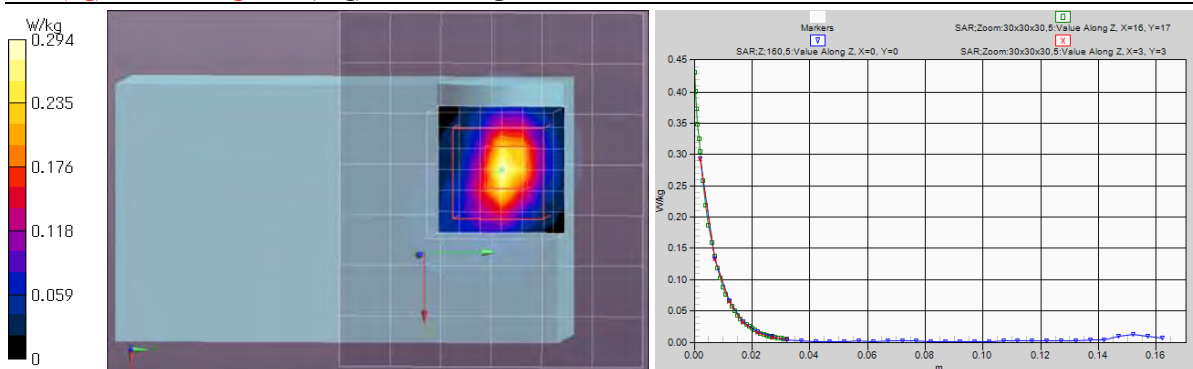 W/kg
0.294
0.235
0.176
0.118
0.059
0
Markers
SAR;Z;160,5:Value Along Z, X=0, Y=0
SAR;Zoom:30x30x30,5:Value Along Z, X=16, Y=17
SAR;Zoom:30x30x30,5:Value Along Z, X=3, Y=3
W/kg
0.45
0.40
0.35
0.30
0.25
0.20
0.15
0.10
0.05
0.00
0.00 0.02 0.04 0.06 0.08 0.10 0.12 0.14 0.16
m